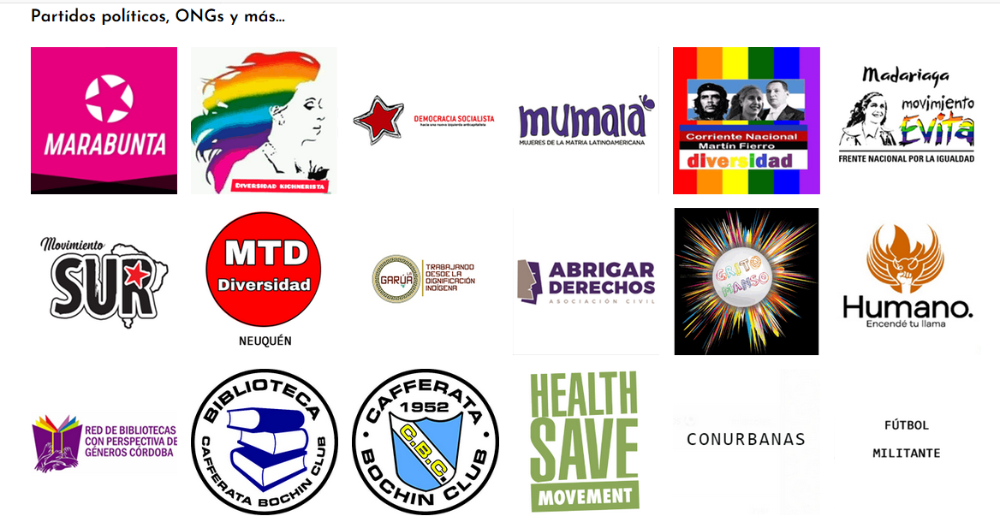 Partidos políticos, ONGs y más...
MARABUNTA
DIVERSIDAD KICHNERISTA
DEMOCRACIA SOCIALISTA
hacia una nueva izquierda anticapitalista
mumalá
MUJERES DE LA MATRIA LATINOAMERICANA
Corriente Nacional
Martín Fierro
diversidad
Madariaga
movimiento
Evita
FRENTE NACIONAL POR LA IGUALDAD
Movimiento
SUR
MTD
Diversidad
NEUQUÉN
GARÚA
TRABAJANDO
DESDE LA
DIGNIFICACIÓN
INDÍGENA
ABRIGAR
DERECHOS
ASOCIACIÓN CIVIL
GRITO
MANSO
Humano.
Encendé tu llama
RED DE BIBLIOTECAS
CON PERSPECTIVA DE
GÉNEROS CÓRDOBA
BIBLIOTECA
CAFFERATA BOCHIN CLUB
CAFFERATA
1952
C.B.C.
BOCHIN CLUB
HEALTH
SAVE
MOVEMENT
CONURBANAS
FÚTBOL
MILITANTE